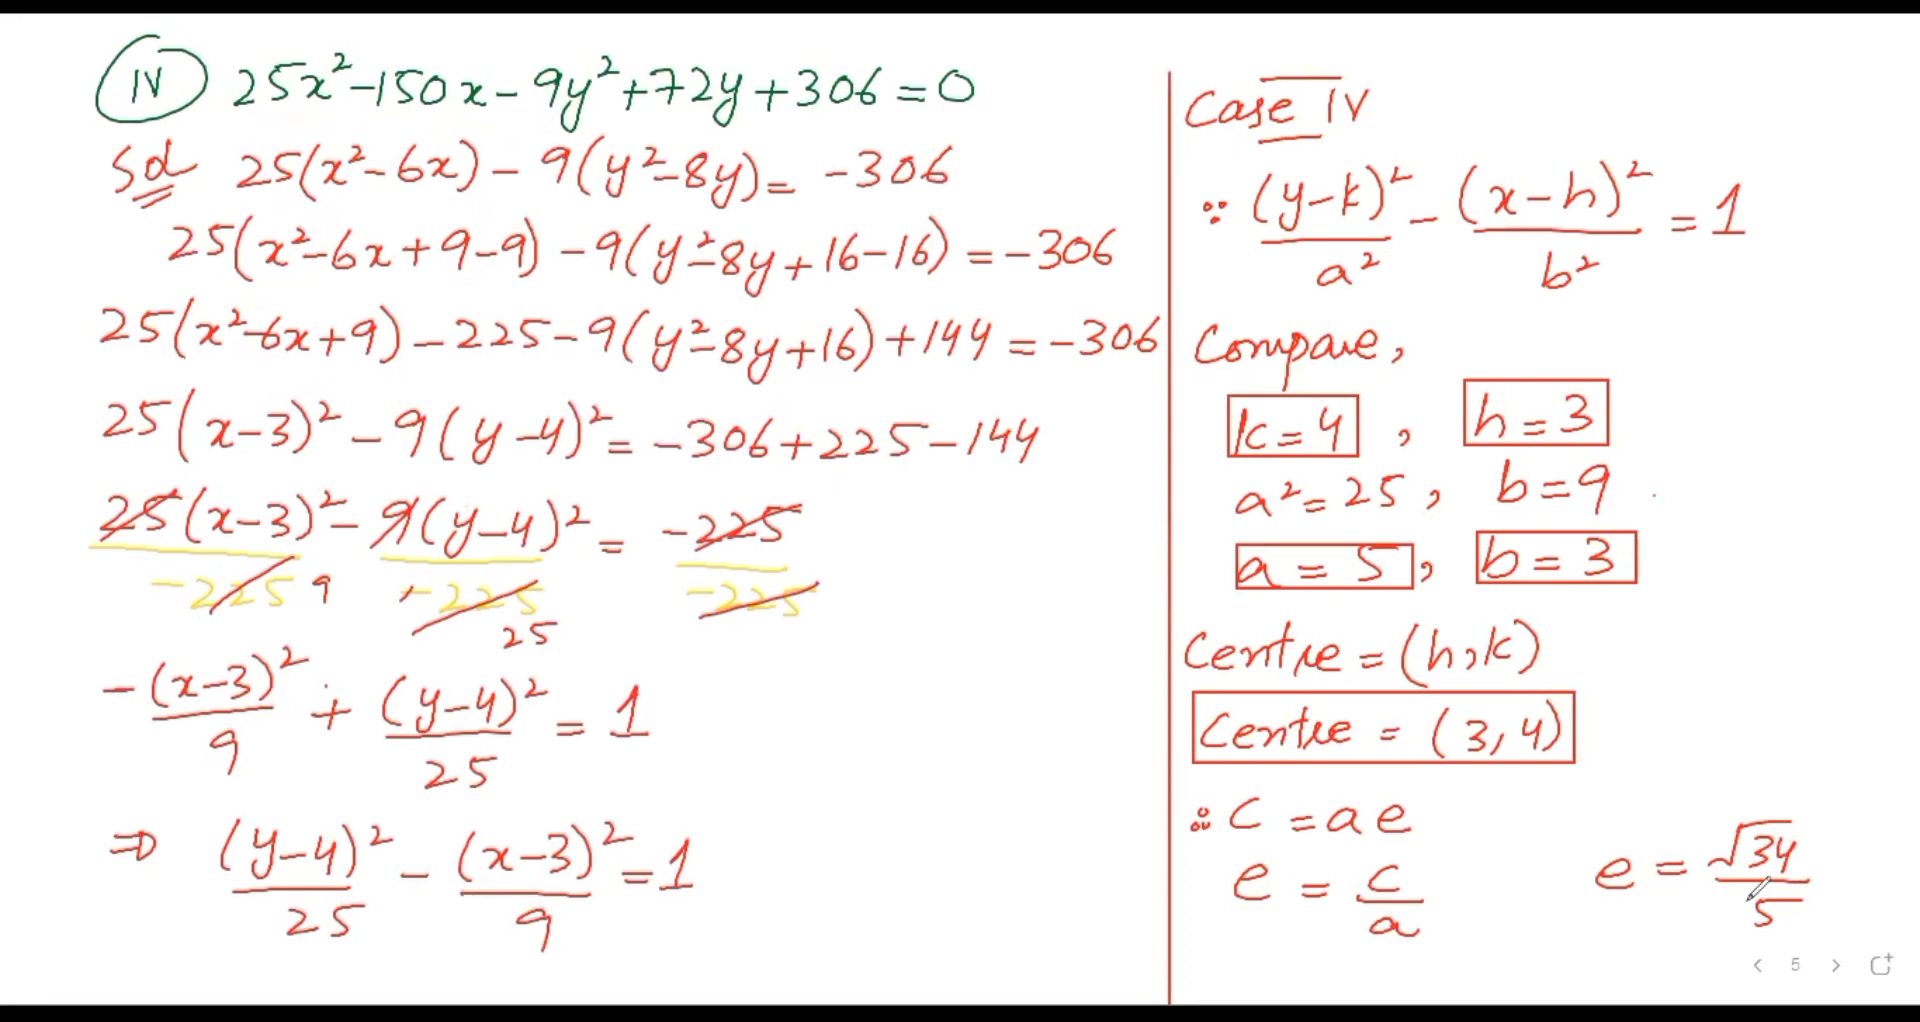 IV 25x²-150x-9y²+72y+306=0
Sol 25(x²-6x)-9(y²-8y)=-306
25(x²-6x+9-9)-9(y²-8y+16-16)=-306
25(x²-6x+9)-225-9(y²-8y+16)+144=-306
25(x-3)²-9(y-4)²=-306+225-144
25(x-3)²-9(y-4)²=-225
-225 9 -225 -225
25
-(x-3)²/9+(y-4)²/25=1
⇒ (y-4)²/25-(x-3)²/9=1
Case IV
∵ (y-k)²/a²-(x-h)²/b²=1
Compare,
k=4, h=3
a²=25, b=9
a=5, b=3
Centre=(h,k)
Centre=(3,4)
∵ c=ae
e=c/a e=√34/5
< 5 >